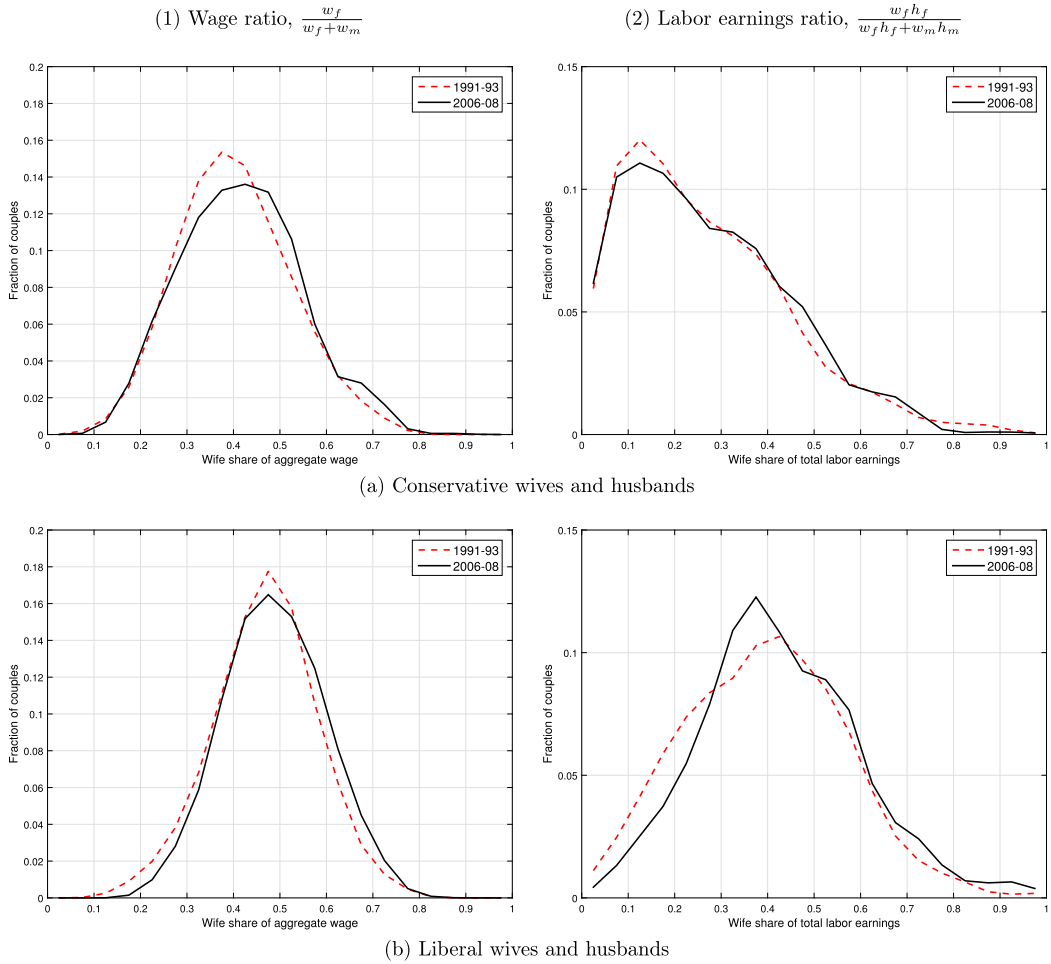 (1) Wage ratio, w_f / (w_f + w_m)
(2) Labor earnings ratio, w_f h_f / (w_f h_f + w_m h_m)
0.2
0.18
0.16
0.14
0.12
0.1
0.08
0.06
0.04
0.02
0
Fraction of couples
1991-93
2006-08
0 0.1 0.2 0.3 0.4 0.5 0.6 0.7 0.8 0.9 1
Wife share of aggregate wage
0.15
0.1
0.05
0
Fraction of couples
1991-93
2006-08
0 0.1 0.2 0.3 0.4 0.5 0.6 0.7 0.8 0.9 1
Wife share of total labor earnings
(a) Conservative wives and husbands
0.2
0.18
0.16
0.14
0.12
0.1
0.08
0.06
0.04
0.02
0
Fraction of couples
1991-93
2006-08
0 0.1 0.2 0.3 0.4 0.5 0.6 0.7 0.8 0.9 1
Wife share of aggregate wage
0.15
0.1
0.05
0
Fraction of couples
1991-93
2006-08
0 0.1 0.2 0.3 0.4 0.5 0.6 0.7 0.8 0.9 1
Wife share of total labor earnings
(b) Liberal wives and husbands